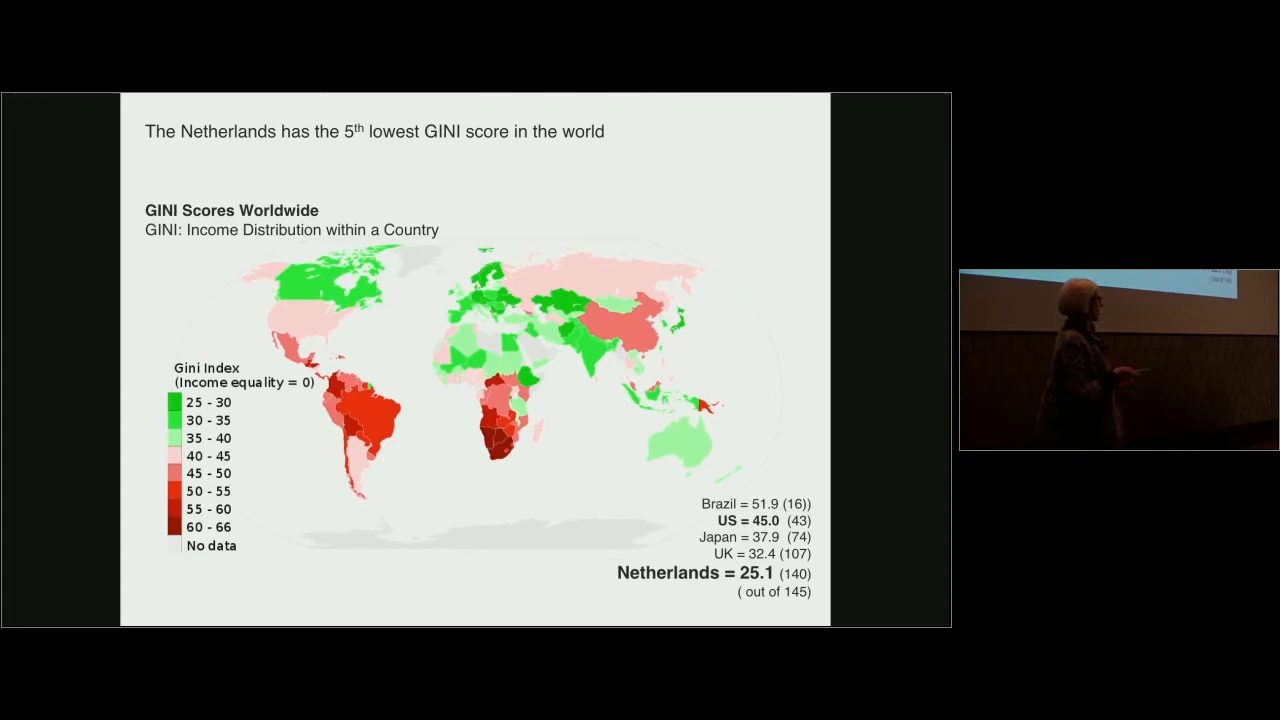 The Netherlands has the 5th lowest GINI score in the world
GINI Scores Worldwide
GINI: Income Distribution within a Country
Gini Index
(Income equality = 0)
25 - 30
30 - 35
35 - 40
40 - 45
45 - 50
50 - 55
55 - 60
60 - 66
No data
Brazil = 51.9 (16))
US = 45.0 (43)
Japan = 37.9 (74)
UK = 32.4 (107)
Netherlands = 25.1 (140)
( out of 145)